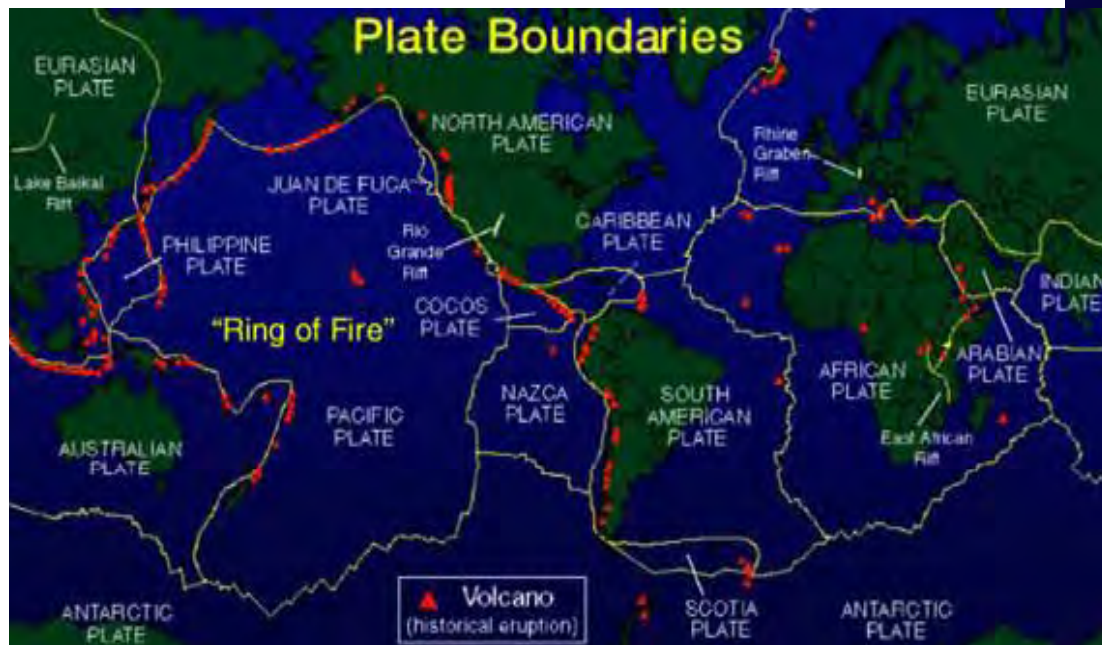 Plate Boundaries
EURASIAN
PLATE
Lake Baikal
Rift
PHILIPPINE
PLATE
NORTH AMERICAN
PLATE
JUAN DE FUCA
PLATE
Rio
Grande
Rift
CARIBBEAN
PLATE
COCOS
PLATE
"Ring of Fire"
NAZCA
PLATE
PACIFIC
PLATE
SOUTH
AMERICAN
PLATE
AUSTRALIAN
PLATE
Rhine
Graben
Rift
EURASIAN
PLATE
INDIAN
PLATE
ARABIAN
PLATE
AFRICAN
PLATE
East African
Rift
ANTARCTIC
PLATE
Volcano
(historical eruption)
SCOTIA
PLATE
ANTARCTIC
PLATE